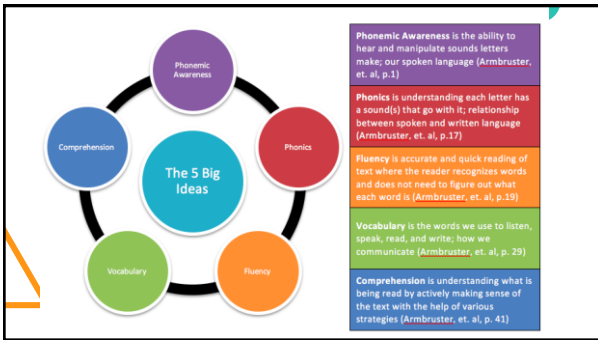 Phonemic
Awareness
Comprehension
Phonics
The 5 Big
Ideas
Vocabulary
Fluency
Phonemic Awareness is the ability to
hear and manipulate sounds letters
make; our spoken language (Armbruster,
et. al, p.1)
Phonics is understanding each letter has
a sound(s) that go with it; relationship
between spoken and written language
(Armbruster, et. al, p.17)
Fluency is accurate and quick reading of
text where the reader recognizes words
and does not need to figure out what
each word is (Armbruster, et. al, p.19)
Vocabulary is the words we use to listen,
speak, read, and write; how we
communicate (Armbruster, et. al, p. 29)
Comprehension is understanding what is
being read by actively making sense of
the text with the help of various
strategies (Armbruster, et. al, p. 41)